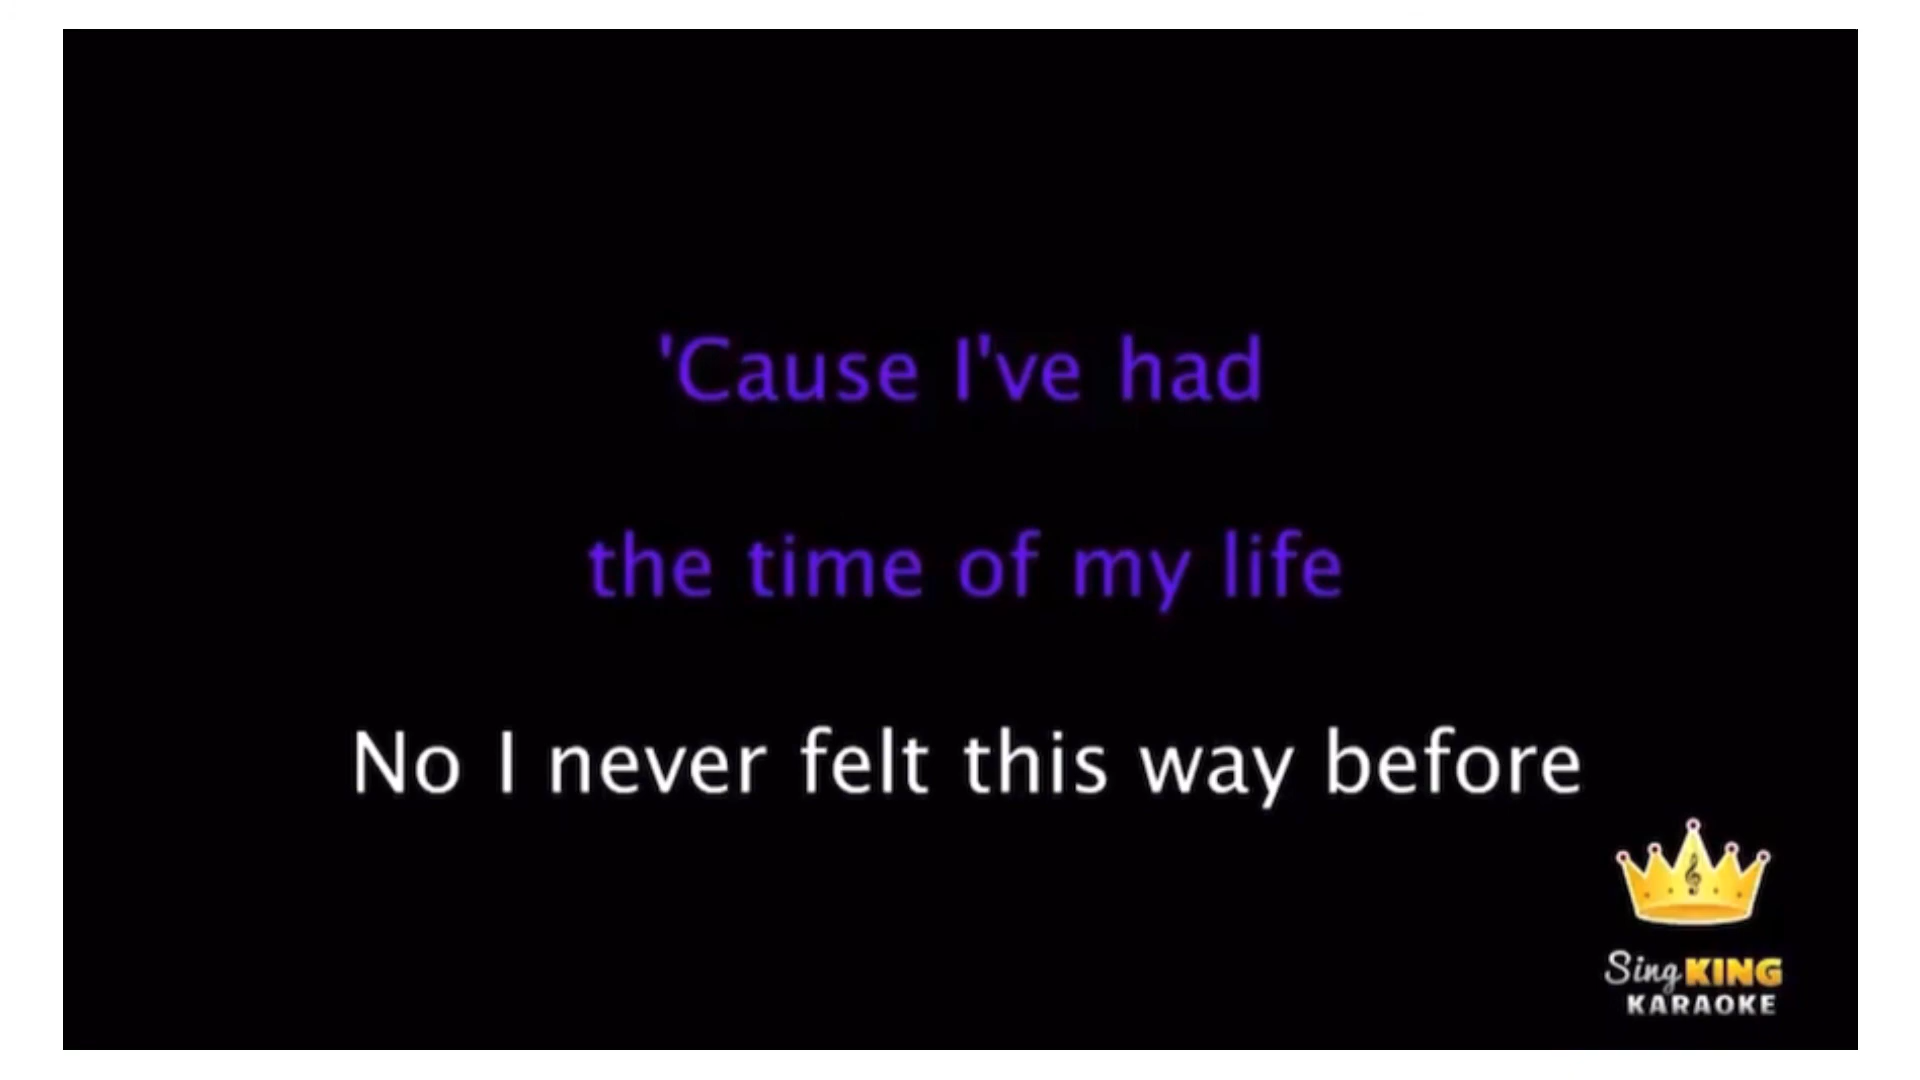 'Cause I've had
the time of my life
No I never felt this way before
Sing KING
KARAOKE